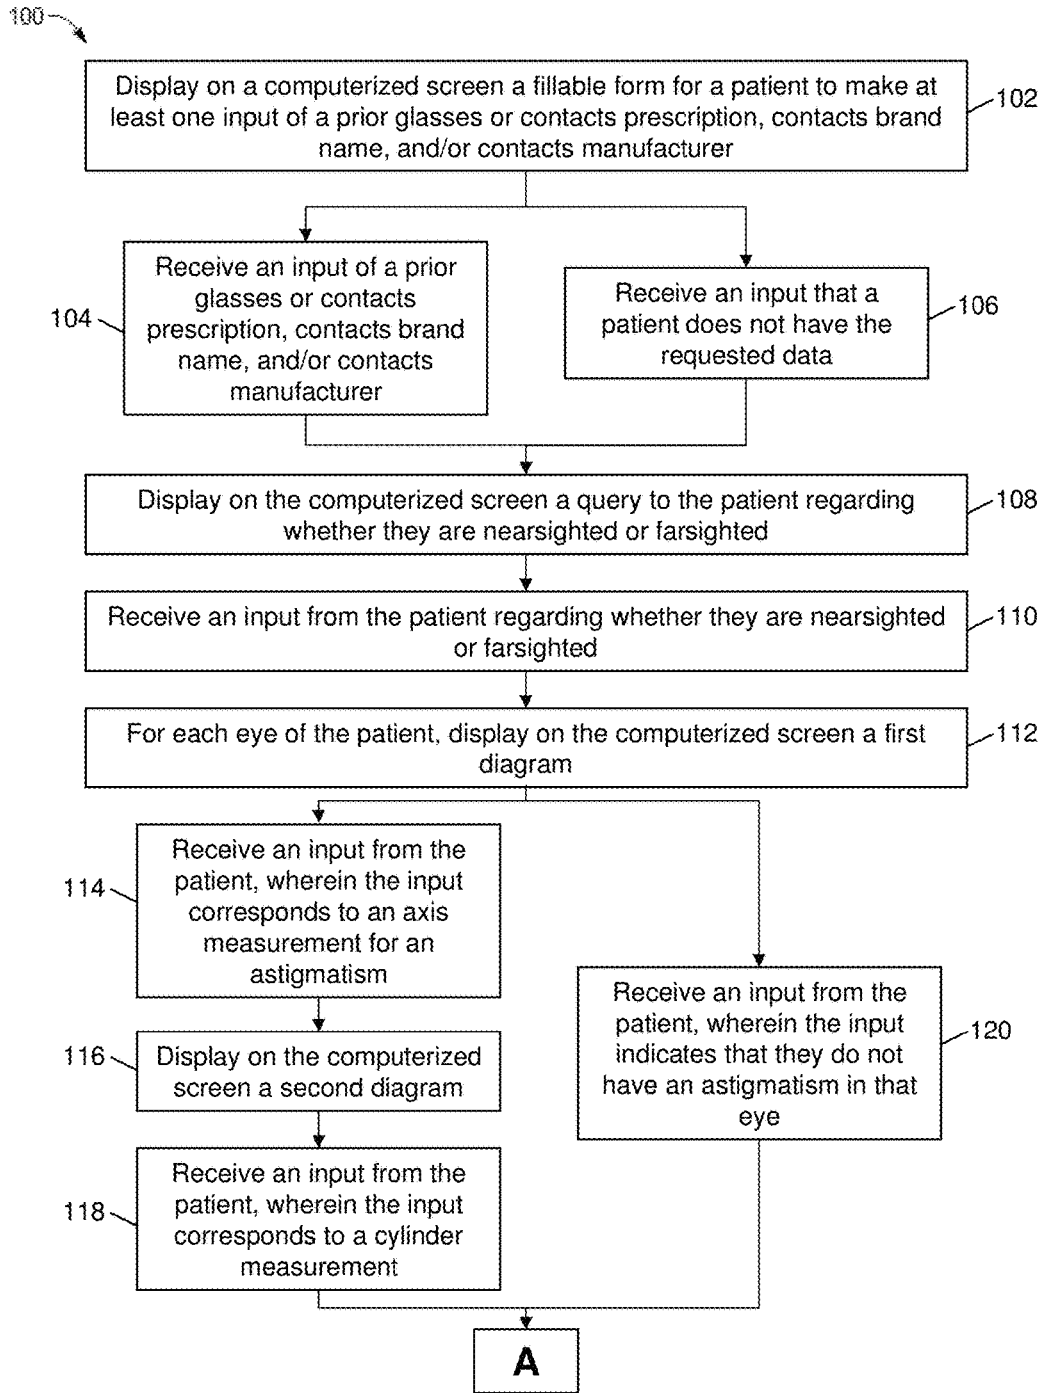 100
Display on a computerized screen a fillable form for a patient to make at
least one input of a prior glasses or contacts prescription, contacts brand
name, and/or contacts manufacturer
102
Receive an input of a prior
glasses or contacts
prescription, contacts brand
name, and/or contacts
manufacturer
104
Receive an input that a
patient does not have the
requested data
106
Display on the computerized screen a query to the patient regarding
whether they are nearsighted or farsighted
108
Receive an input from the patient regarding whether they are nearsighted
or farsighted
110
For each eye of the patient, display on the computerized screen a first
diagram
112
Receive an input from the
patient, wherein the input
corresponds to an axis
measurement for an
astigmatism
114
Display on the computerized
screen a second diagram
116
Receive an input from the
patient, wherein the input
corresponds to a cylinder
measurement
118
Receive an input from the
patient, wherein the input
indicates that they do not
have an astigmatism in that
eye
120
A